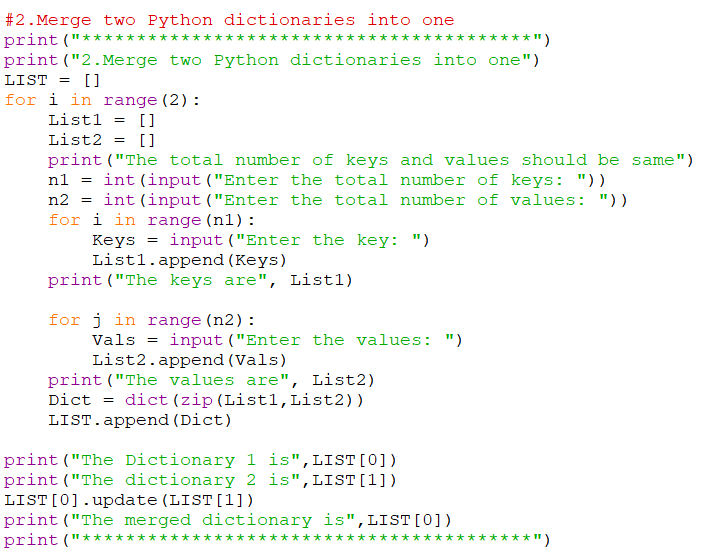 #2.Merge two Python dictionaries into one
print("*****************************************")
print("2.Merge two Python dictionaries into one")
LIST = []
for i in range(2):
    List1 = []
    List2 = []
    print("The total number of keys and values should be same")
    n1 = int(input("Enter the total number of keys: "))
    n2 = int(input("Enter the total number of values: "))
    for i in range(n1):
        Keys = input("Enter the key: ")
        List1.append(Keys)
    print("The keys are", List1)

    for j in range(n2):
        Vals = input("Enter the values: ")
        List2.append(Vals)
    print("The values are", List2)
    Dict = dict(zip(List1,List2))
    LIST.append(Dict)

print("The Dictionary 1 is",LIST[0])
print("The dictionary 2 is",LIST[1])
LIST[0].update(LIST[1])
print("The merged dictionary is",LIST[0])
print("*****************************************")